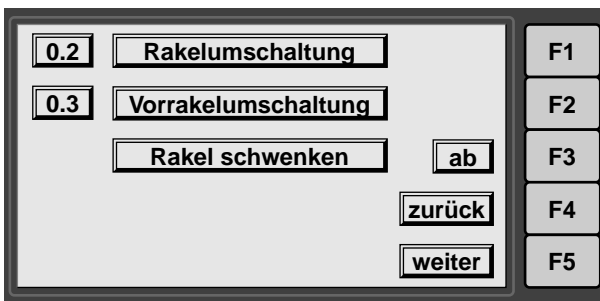 0.2 Rakelumschaltung F1
0.3 Vorrakelumschaltung F2
Rakel schwenken ab F3
zurück F4
weiter F5